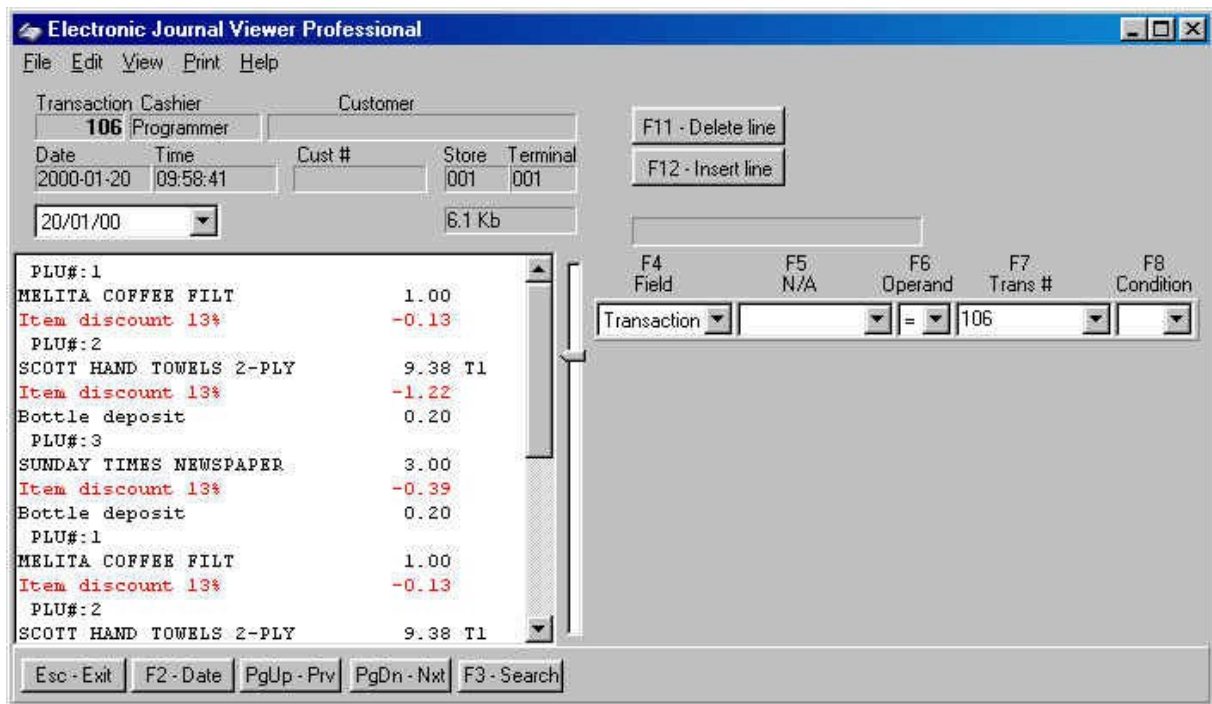 Electronic Journal Viewer Professional
File Edit View Print Help
Transaction Cashier Customer
106 Programmer
Date Time Cust # Store Terminal
2000-01-20 09:58:41 001 001
20/01/00 6.1 Kb
F11 - Delete line
F12 - Insert line
PLU#:1
MELITA COFFEE FILT 1.00
Item discount 13% -0.13
PLU#:2
SCOTT HAND TOWELS 2-PLY 9.38 T1
Item discount 13% -1.22
Bottle deposit 0.20
PLU#:3
SUNDAY TIMES NEWSPAPER 3.00
Item discount 13% -0.39
Bottle deposit 0.20
PLU#:1
MELITA COFFEE FILT 1.00
Item discount 13% -0.13
PLU#:2
SCOTT HAND TOWELS 2-PLY 9.38 T1
F4 F5 F6 F7 F8
Field N/A Operand Trans # Condition
Transaction = 106
Esc - Exit F2 - Date PgUp - Prv PgDn - Nxt F3 - Search